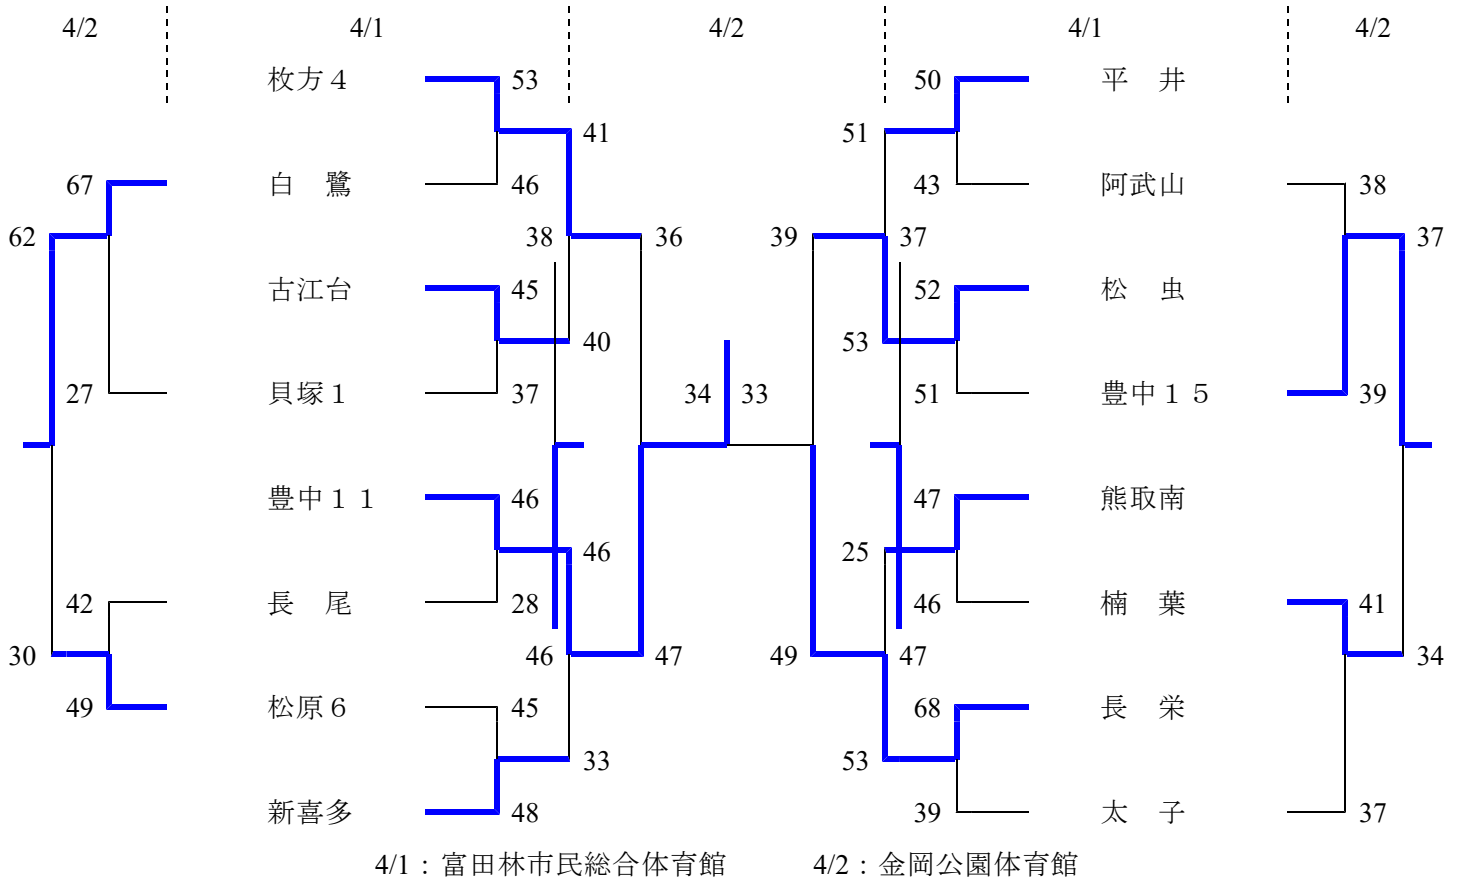 4/2 4/1 4/2 4/1 4/2
枚方４ 53 50 平　井
41 51
67 白　鷺 46 43 阿武山 38
62 38 36 39 37 37
古江台 45 52 松　虫
40 53
27 貝塚１ 37 34 33 51 豊中１５ 39
豊中１１ 46 47 熊取南
46 25
42 長　尾 28 46 楠　葉 41
30 46 47 49 47 34
49 松原６ 45 68 長　栄
33 53
新喜多 48 39 太　子 37
4/1：富田林市民総合体育館 4/2：金岡公園体育館